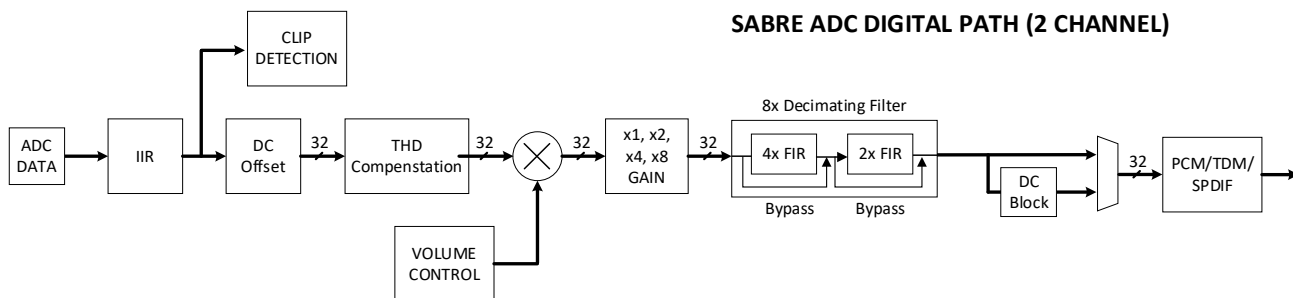 SABRE ADC DIGITAL PATH (2 CHANNEL)
CLIP
DETECTION
8x Decimating Filter
ADC
DATA
IIR
DC
Offset
32
THD
Compenstation
32
32
x1, x2,
x4, x8
GAIN
32
4x FIR
2x FIR
Bypass
Bypass
DC
Block
32
PCM/TDM/
SPDIF
VOLUME
CONTROL